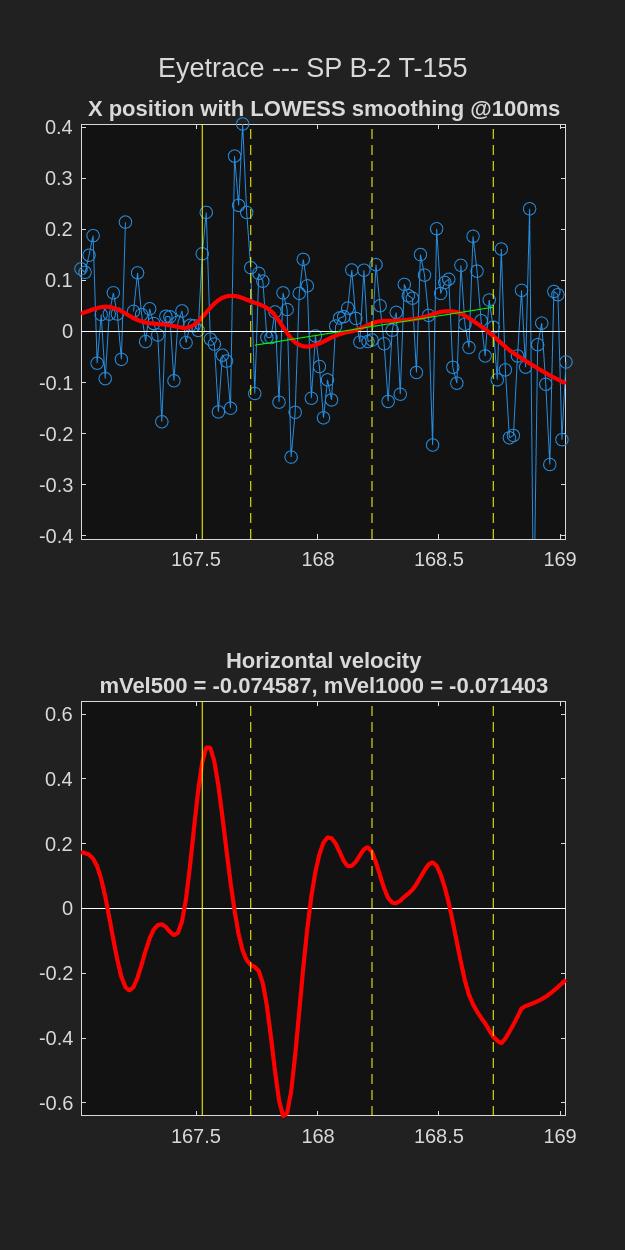 Eyetrace --- SP B-2 T-155
X position with LOWESS smoothing @100ms
0.4
0.3
0.2
0.1
0
-0.1
-0.2
-0.3
-0.4
167.5 168 168.5 169
Horizontal velocity
mVel500 = -0.074587, mVel1000 = -0.071403
0.6
0.4
0.2
0
-0.2
-0.4
-0.6
167.5 168 168.5 169